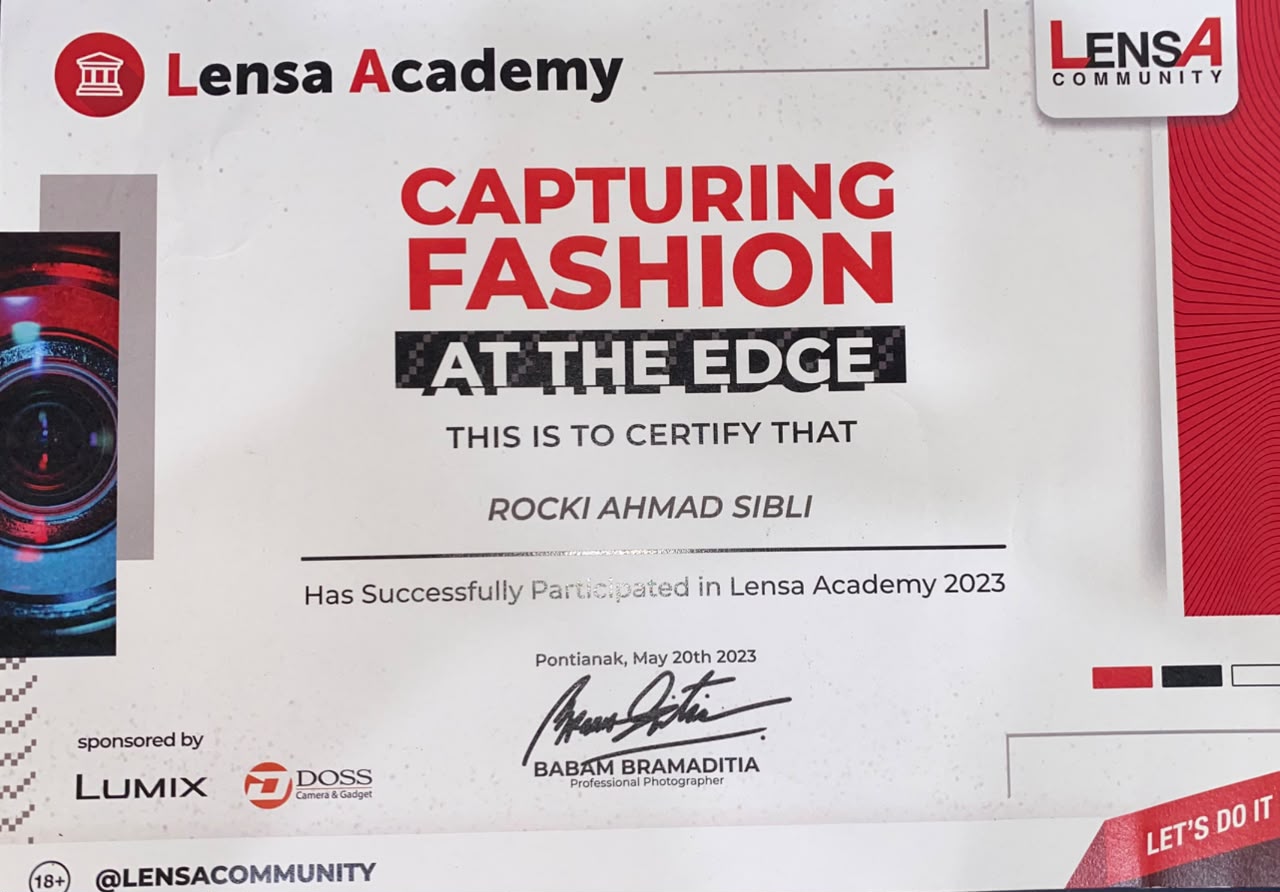 Lensa Academy
LENSA
COMMUNITY
CAPTURING
FASHION
AT THE EDGE
THIS IS TO CERTIFY THAT
ROCKI AHMAD SIBLI
Has Successfully Participated in Lensa Academy 2023
Pontianak, May 20th 2023
BABAM BRAMADITIA
Professional Photographer
sponsored by
LUMIX
DOSS
Camera & Gadget
LET'S DO IT
18+
@LENSACOMMUNITY